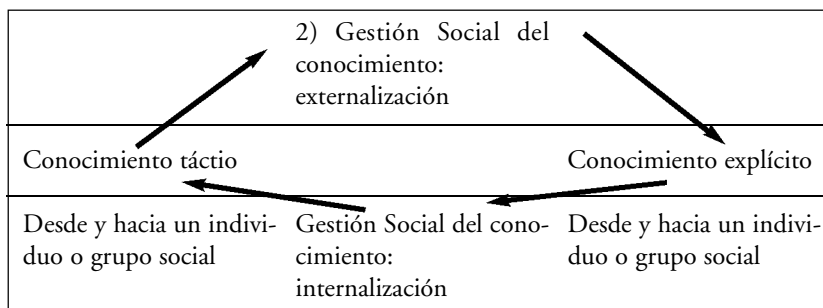 2) Gestión Social del
conocimiento:
externalización
Conocimiento táctio
Conocimiento explícito
Desde y hacia un indivi-
duo o grupo social
Gestión Social del cono-
cimiento:
internalización
Desde y hacia un indivi-
duo o grupo social